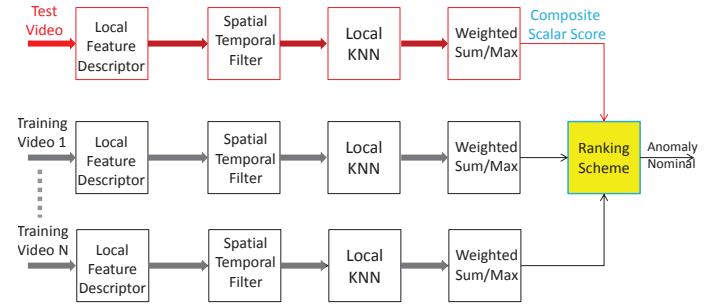 Test
Video
Local
Feature
Descriptor
Spatial
Temporal
Filter
Local
KNN
Weighted
Sum/Max
Composite
Scalar Score
Training
Video 1
Local
Feature
Descriptor
Spatial
Temporal
Filter
Local
KNN
Weighted
Sum/Max
Ranking
Scheme
Anomaly
Nominal
Training
Video N
Local
Feature
Descriptor
Spatial
Temporal
Filter
Local
KNN
Weighted
Sum/Max